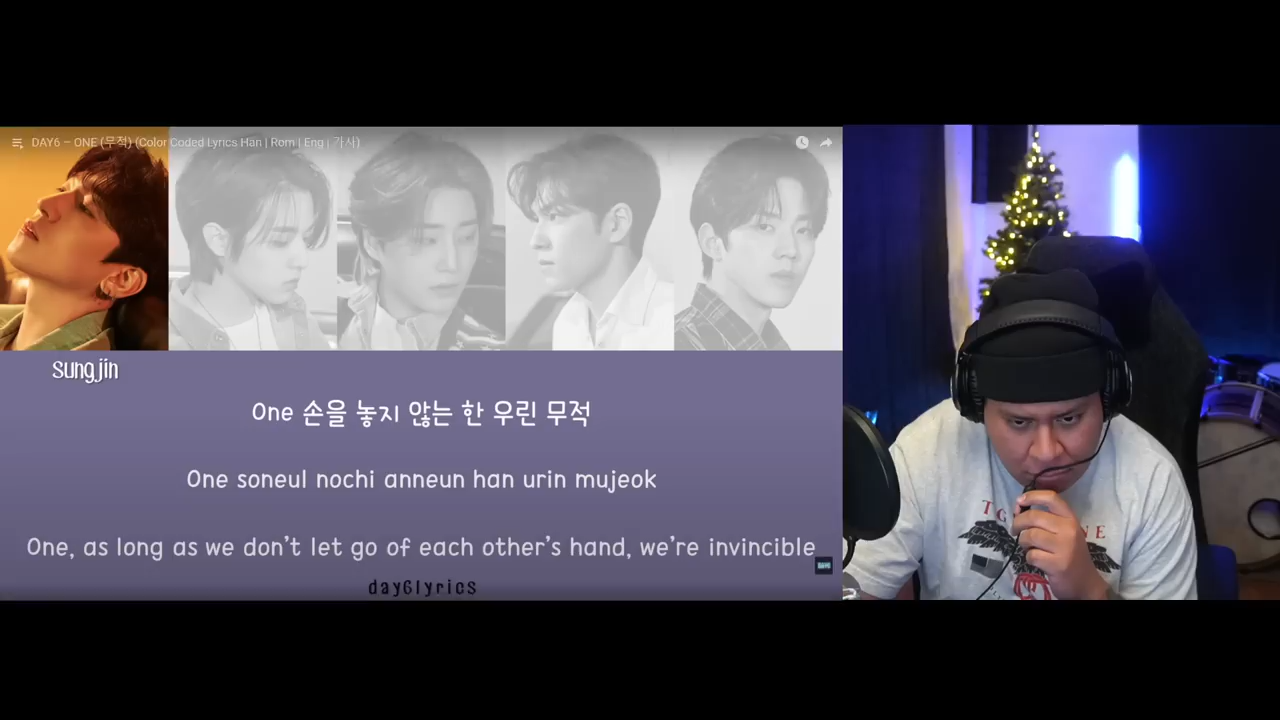 DAY6 – ONE (무적) (Color Coded Lyrics Han | Rom | Eng | 가사)
sungjin
One 손을 놓지 않는 한 우린 무적
One soneul nochi anneun han urin mujeok
One, as long as we don't let go of each other's hand, we're invincible
day6lyrics